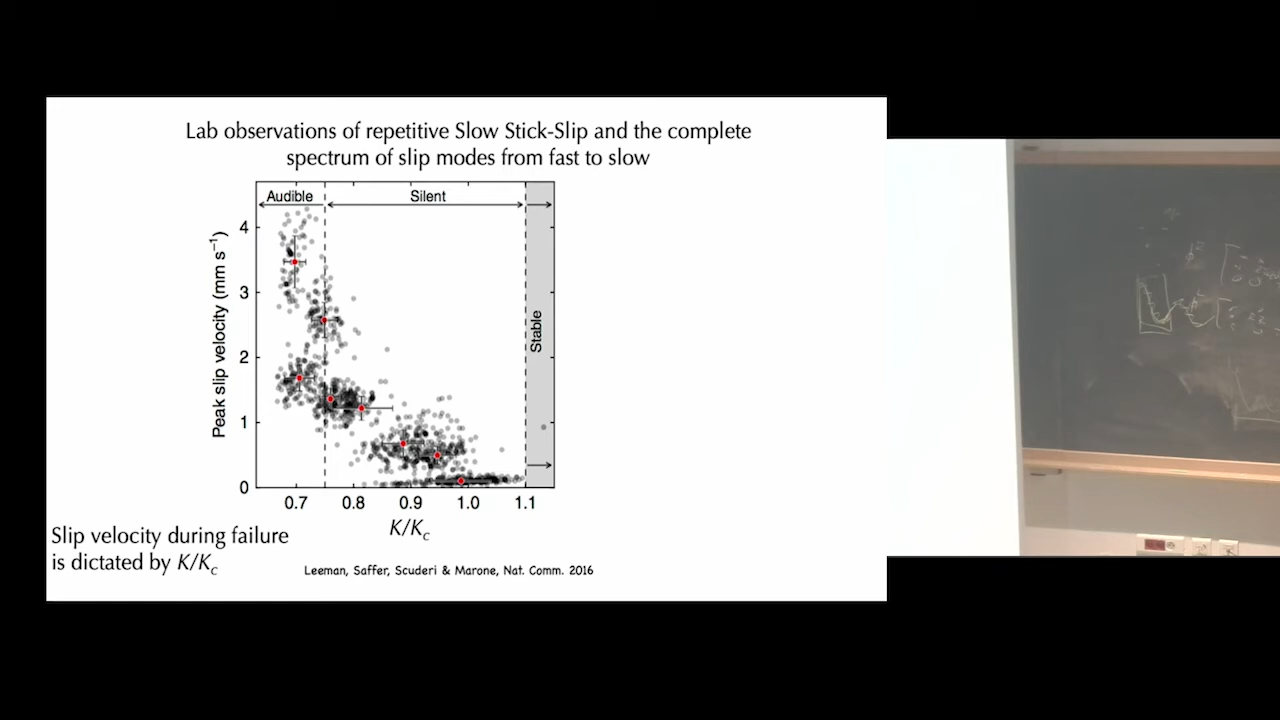 Lab observations of repetitive Slow Stick-Slip and the complete
spectrum of slip modes from fast to slow
Audible
Silent
Stable
Peak slip velocity (mm s⁻¹)
4
3
2
1
0
0.7 0.8 0.9 1.0 1.1
K/Kc
Slip velocity during failure
is dictated by K/Kc
Leeman, Saffer, Scuderi & Marone, Nat. Comm. 2016